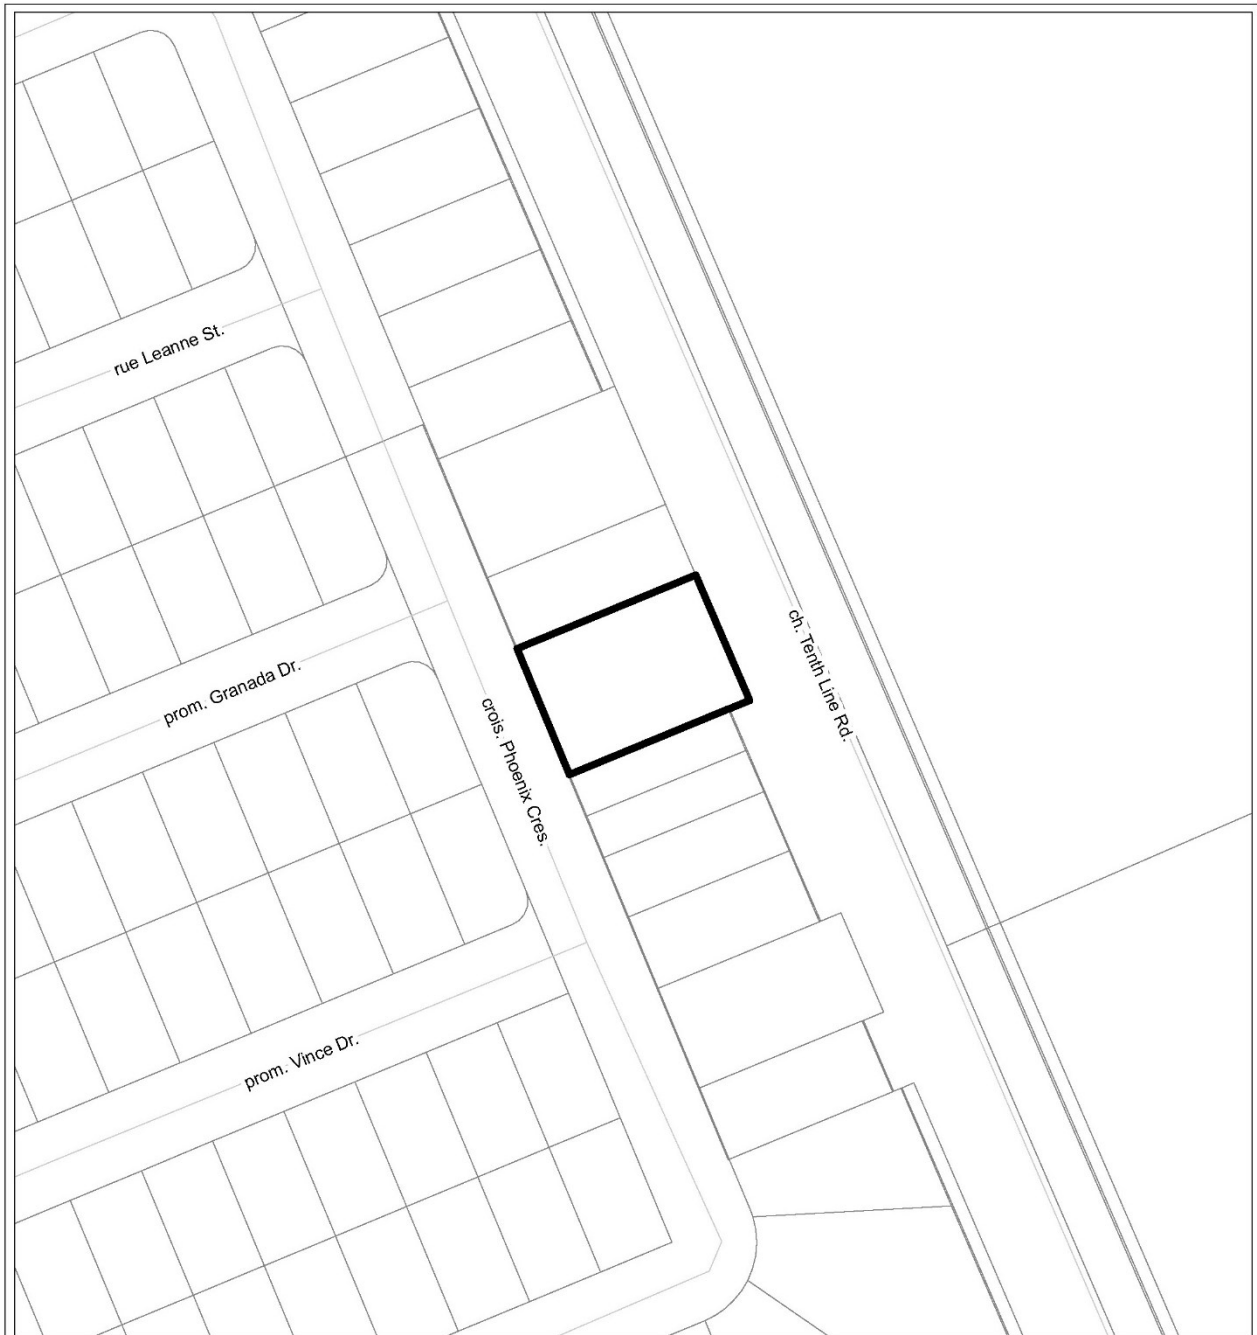 rue Leanne St.
prom. Granada Dr.
crois. Phoenix Cres.
ch. Tenth Line Rd.
prom. Vince Dr.